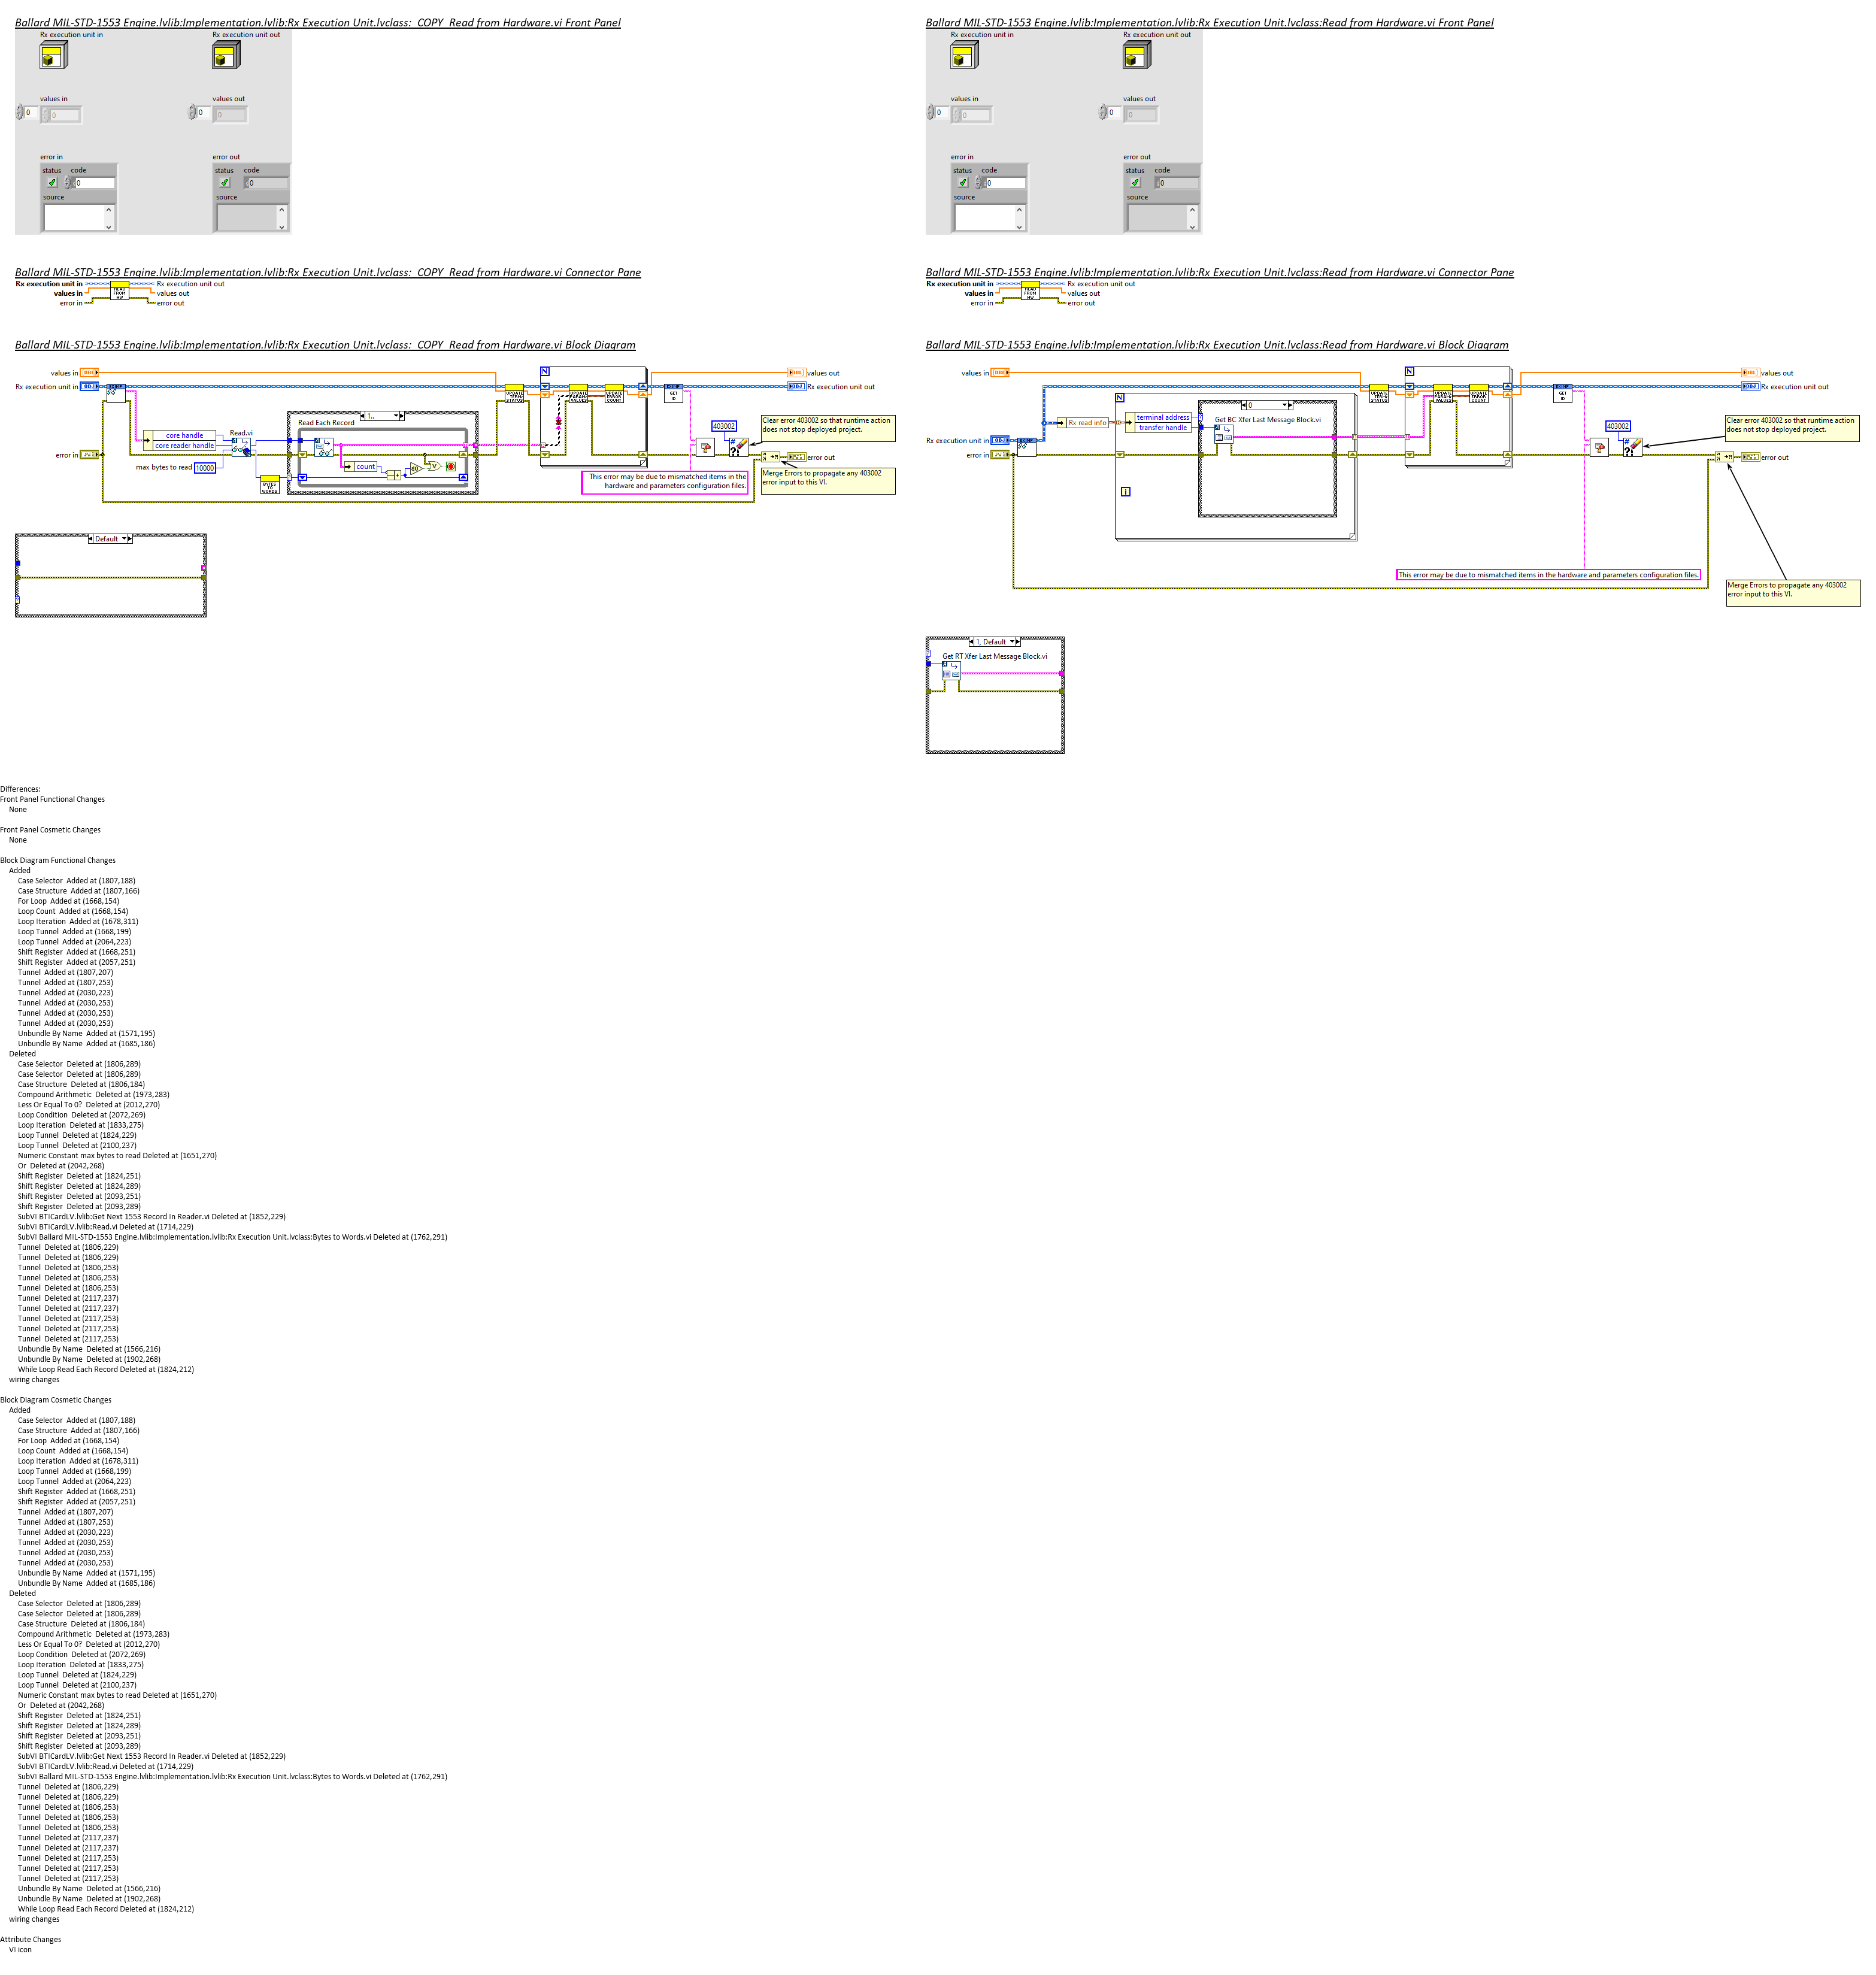 Ballard MIL-STD-1553 Engine.lvlib:Implementation.lvlib:Rx Execution Unit.lvclass:_COPY_Read from Hardware.vi Front Panel
Rx execution unit in
Rx execution unit out
values in
values out
0
0
0
0
error in
error out
status code
status code
0
0
source
source
Ballard MIL-STD-1553 Engine.lvlib:Implementation.lvlib:Rx Execution Unit.lvclass:Read from Hardware.vi Front Panel
Rx execution unit in
Rx execution unit out
values in
values out
0
0
0
0
error in
error out
status code
status code
0
0
source
source
Ballard MIL-STD-1553 Engine.lvlib:Implementation.lvlib:Rx Execution Unit.lvclass:_COPY_Read from Hardware.vi Connector Pane
Rx execution unit in
Rx execution unit out
values in
values out
error in
error out
READ FROM HW
Ballard MIL-STD-1553 Engine.lvlib:Implementation.lvlib:Rx Execution Unit.lvclass:Read from Hardware.vi Connector Pane
Rx execution unit in
Rx execution unit out
values in
values out
error in
error out
READ FROM HW
Ballard MIL-STD-1553 Engine.lvlib:Implementation.lvlib:Rx Execution Unit.lvclass:_COPY_Read from Hardware.vi Block Diagram
values in
values out
Rx execution unit in
Rx execution unit out
N
UPDATE TERM STATUS
UPDATE PARAM VALUES
UPDATE ERROR COUNT
GET ID
1..
Read Each Record
core handle
core reader handle
Read.vi
max bytes to read
10000
BYTES TO WORDS
count
error in
error out
403002
Clear error 403002 so that runtime action
does not stop deployed project.
Merge Errors to propagate any 403002
error input to this VI.
This error may be due to mismatched items in the
hardware and parameters configuration files.
Default
Ballard MIL-STD-1553 Engine.lvlib:Implementation.lvlib:Rx Execution Unit.lvclass:Read from Hardware.vi Block Diagram
values in
values out
Rx execution unit out
N
UPDATE TERM STATUS
UPDATE PARAM VALUES
UPDATE ERROR COUNT
GET ID
N
0
Rx read info
terminal address
transfer handle
Get BC Xfer Last Message Block.vi
Rx execution unit in
error in
error out
i
403002
Clear error 403002 so that runtime action
does not stop deployed project.
This error may be due to mismatched items in the hardware and parameters configuration files.
Merge Errors to propagate any 403002
error input to this VI.
1, Default
Get RT Xfer Last Message Block.vi
Differences:
Front Panel Functional Changes
None
Front Panel Cosmetic Changes
None
Block Diagram Functional Changes
Added
Case Selector  Added at (1807,188)
Case Structure  Added at (1807,166)
For Loop  Added at (1668,154)
Loop Count  Added at (1668,154)
Loop Iteration  Added at (1678,311)
Loop Tunnel  Added at (1668,199)
Loop Tunnel  Added at (2064,223)
Shift Register  Added at (1668,251)
Shift Register  Added at (2057,251)
Tunnel  Added at (1807,207)
Tunnel  Added at (1807,253)
Tunnel  Added at (2030,223)
Tunnel  Added at (2030,253)
Tunnel  Added at (2030,253)
Tunnel  Added at (2030,253)
Unbundle By Name  Added at (1571,195)
Unbundle By Name  Added at (1685,186)
Deleted
Case Selector  Deleted at (1806,289)
Case Selector  Deleted at (1806,289)
Case Structure  Deleted at (1806,184)
Compound Arithmetic  Deleted at (1973,283)
Less Or Equal To 0?  Deleted at (2012,270)
Loop Condition  Deleted at (2072,269)
Loop Iteration  Deleted at (1833,275)
Loop Tunnel  Deleted at (1824,229)
Loop Tunnel  Deleted at (2100,237)
Numeric Constant max bytes to read Deleted at (1651,270)
Or  Deleted at (2042,268)
Shift Register  Deleted at (1824,251)
Shift Register  Deleted at (1824,289)
Shift Register  Deleted at (2093,251)
Shift Register  Deleted at (2093,289)
SubVI BTICardLV.lvlib:Get Next 1553 Record In Reader.vi Deleted at (1852,229)
SubVI BTICardLV.lvlib:Read.vi Deleted at (1714,229)
SubVI Ballard MIL-STD-1553 Engine.lvlib:Implementation.lvlib:Rx Execution Unit.lvclass:Bytes to Words.vi Deleted at (1762,291)
Tunnel  Deleted at (1806,229)
Tunnel  Deleted at (1806,229)
Tunnel  Deleted at (1806,253)
Tunnel  Deleted at (1806,253)
Tunnel  Deleted at (1806,253)
Tunnel  Deleted at (2117,237)
Tunnel  Deleted at (2117,237)
Tunnel  Deleted at (2117,253)
Tunnel  Deleted at (2117,253)
Tunnel  Deleted at (2117,253)
Unbundle By Name  Deleted at (1566,216)
Unbundle By Name  Deleted at (1902,268)
While Loop Read Each Record Deleted at (1824,212)
wiring changes
Block Diagram Cosmetic Changes
Added
Case Selector  Added at (1807,188)
Case Structure  Added at (1807,166)
For Loop  Added at (1668,154)
Loop Count  Added at (1668,154)
Loop Iteration  Added at (1678,311)
Loop Tunnel  Added at (1668,199)
Loop Tunnel  Added at (2064,223)
Shift Register  Added at (1668,251)
Shift Register  Added at (2057,251)
Tunnel  Added at (1807,207)
Tunnel  Added at (1807,253)
Tunnel  Added at (2030,223)
Tunnel  Added at (2030,253)
Tunnel  Added at (2030,253)
Tunnel  Added at (2030,253)
Unbundle By Name  Added at (1571,195)
Unbundle By Name  Added at (1685,186)
Deleted
Case Selector  Deleted at (1806,289)
Case Selector  Deleted at (1806,289)
Case Structure  Deleted at (1806,184)
Compound Arithmetic  Deleted at (1973,283)
Less Or Equal To 0?  Deleted at (2012,270)
Loop Condition  Deleted at (2072,269)
Loop Iteration  Deleted at (1833,275)
Loop Tunnel  Deleted at (1824,229)
Loop Tunnel  Deleted at (2100,237)
Numeric Constant max bytes to read Deleted at (1651,270)
Or  Deleted at (2042,268)
Shift Register  Deleted at (1824,251)
Shift Register  Deleted at (1824,289)
Shift Register  Deleted at (2093,251)
Shift Register  Deleted at (2093,289)
SubVI BTICardLV.lvlib:Get Next 1553 Record In Reader.vi Deleted at (1852,229)
SubVI BTICardLV.lvlib:Read.vi Deleted at (1714,229)
SubVI Ballard MIL-STD-1553 Engine.lvlib:Implementation.lvlib:Rx Execution Unit.lvclass:Bytes to Words.vi Deleted at (1762,291)
Tunnel  Deleted at (1806,229)
Tunnel  Deleted at (1806,229)
Tunnel  Deleted at (1806,253)
Tunnel  Deleted at (1806,253)
Tunnel  Deleted at (1806,253)
Tunnel  Deleted at (2117,237)
Tunnel  Deleted at (2117,237)
Tunnel  Deleted at (2117,253)
Tunnel  Deleted at (2117,253)
Tunnel  Deleted at (2117,253)
Unbundle By Name  Deleted at (1566,216)
Unbundle By Name  Deleted at (1902,268)
While Loop Read Each Record Deleted at (1824,212)
wiring changes
Attribute Changes
VI icon